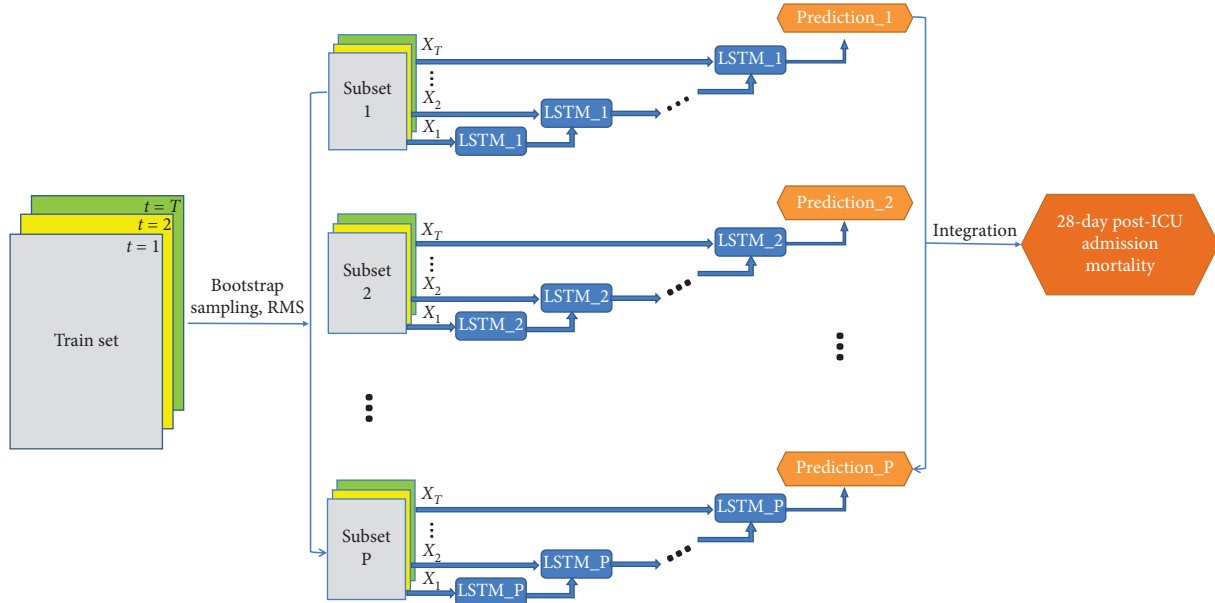 t = T
t = 2
t = 1
Train set
Bootstrap
sampling, RMS
Subset
1
X_T
X_2
X_1
LSTM_1
LSTM_1
LSTM_1
Prediction_1
Subset
2
X_T
X_2
X_1
LSTM_2
LSTM_2
LSTM_2
Prediction_2
Subset
P
X_T
X_2
X_1
LSTM_P
LSTM_P
LSTM_P
Prediction_P
Integration
28-day post-ICU
admission
mortality